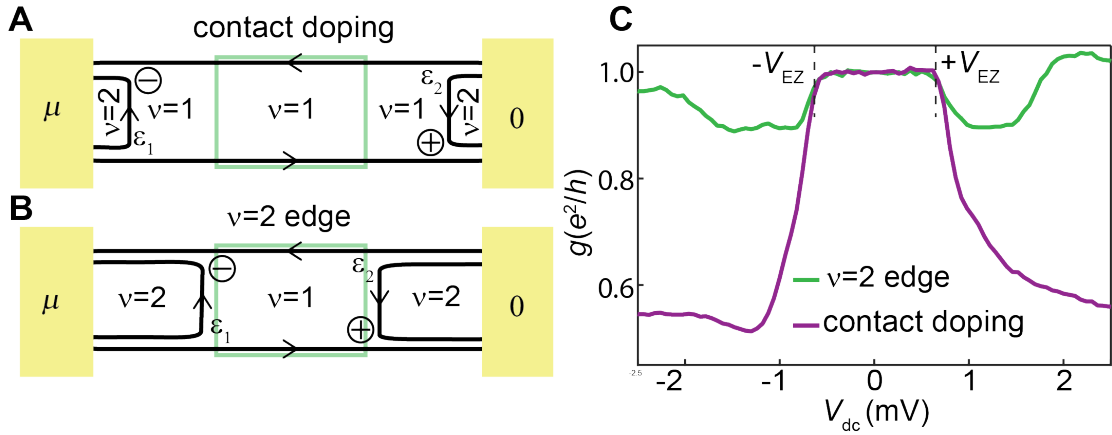 A
contact doping
μ
ν=2
ε1
−
ν=1
ν=1
ν=1
ε2
+
ν=2
0
B
ν=2 edge
μ
ν=2
ε1
−
ν=1
ε2
+
ν=2
0
C
-VEZ
+VEZ
1.0
0.8
0.6
g(e²/h)
ν=2 edge
contact doping
-2.5
-2
-1
0
1
2
Vdc (mV)